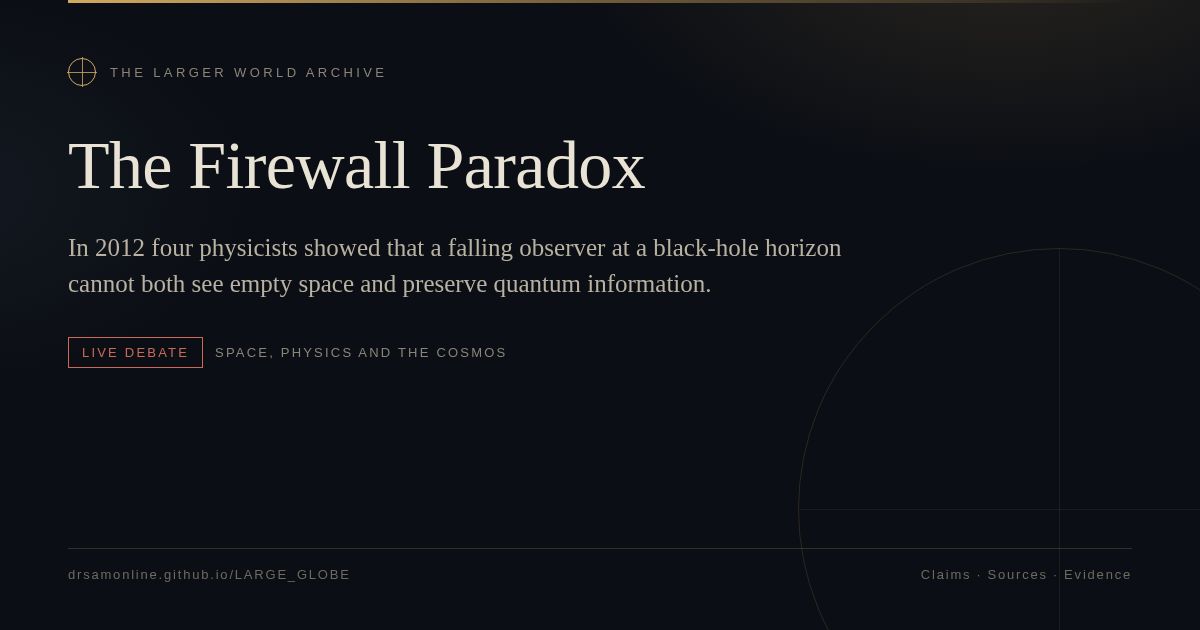 THE LARGER WORLD ARCHIVE
The Firewall Paradox
In 2012 four physicists showed that a falling observer at a black-hole horizon
cannot both see empty space and preserve quantum information.
LIVE DEBATE SPACE, PHYSICS AND THE COSMOS
drsamonline.github.io/LARGE_GLOBE
Claims · Sources · Evidence